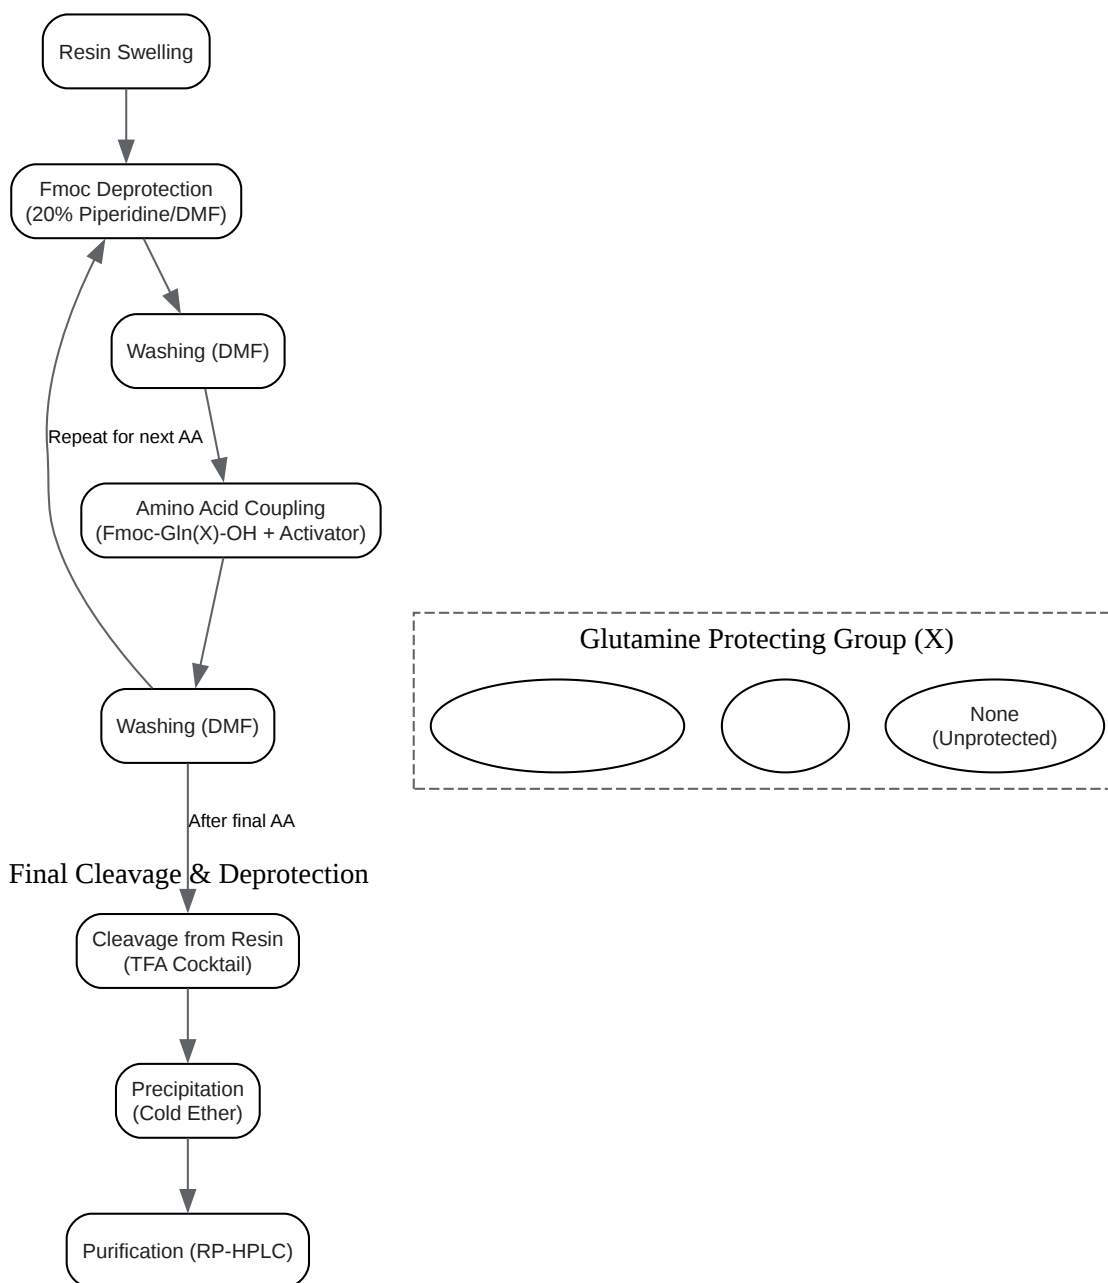 Resin Swelling
Fmoc Deprotection
(20% Piperidine/DMF)
Washing (DMF)
Repeat for next AA
Amino Acid Coupling
(Fmoc-Gln(X)-OH + Activator)
Glutamine Protecting Group (X)
None
(Unprotected)
Washing (DMF)
After final AA
Final Cleavage & Deprotection
Cleavage from Resin
(TFA Cocktail)
Precipitation
(Cold Ether)
Purification (RP-HPLC)